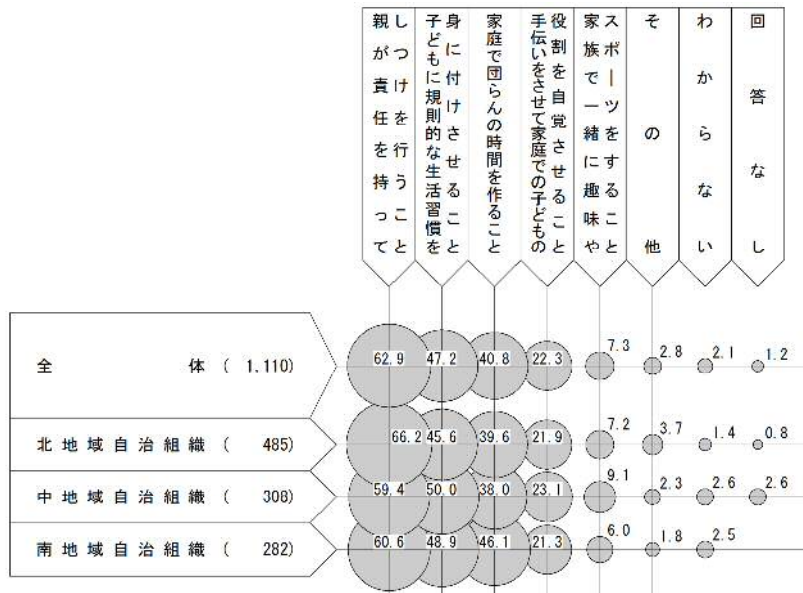 親が責任を持って
しつけを行うこと
子どもに規則的な生活習慣を
身に付けさせること
家庭で団らんの時間を作ること
手伝いをさせて家庭での子どもの
役割を自覚させること
家族で一緒に趣味や
スポーツをすること
その他
わからない
回答なし
全体 ( 1,110) 62.9 47.2 40.8 22.3 7.3 2.8 2.1 1.2
北地域自治組織 ( 485) 66.2 45.6 39.6 21.9 7.2 3.7 1.4 0.8
中地域自治組織 ( 308) 59.4 50.0 38.0 23.1 9.1 2.3 2.6 2.6
南地域自治組織 ( 282) 60.6 48.9 46.1 21.3 6.0 1.8 2.5